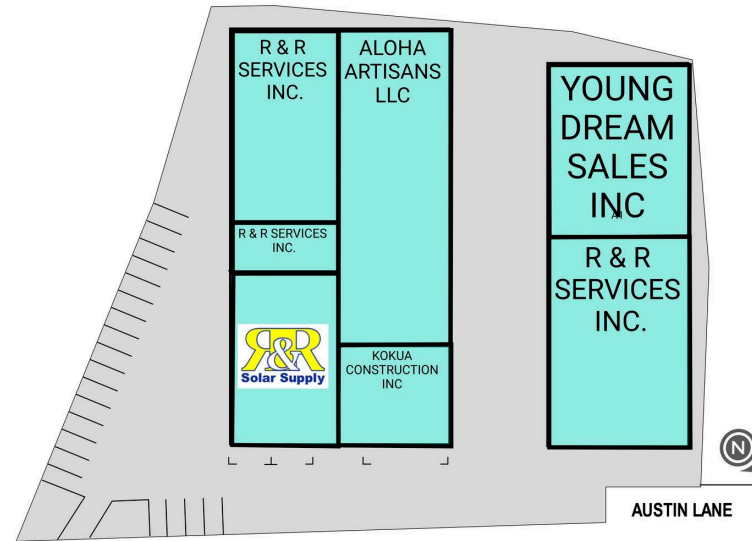 R & R
SERVICES
INC.
ALOHA
ARTISANS
LLC
YOUNG
DREAM
SALES
INC
A1
R & R SERVICES
INC.
R & R
SERVICES
INC.
R&R
Solar Supply
KOKUA
CONSTRUCTION
INC
N
AUSTIN LANE